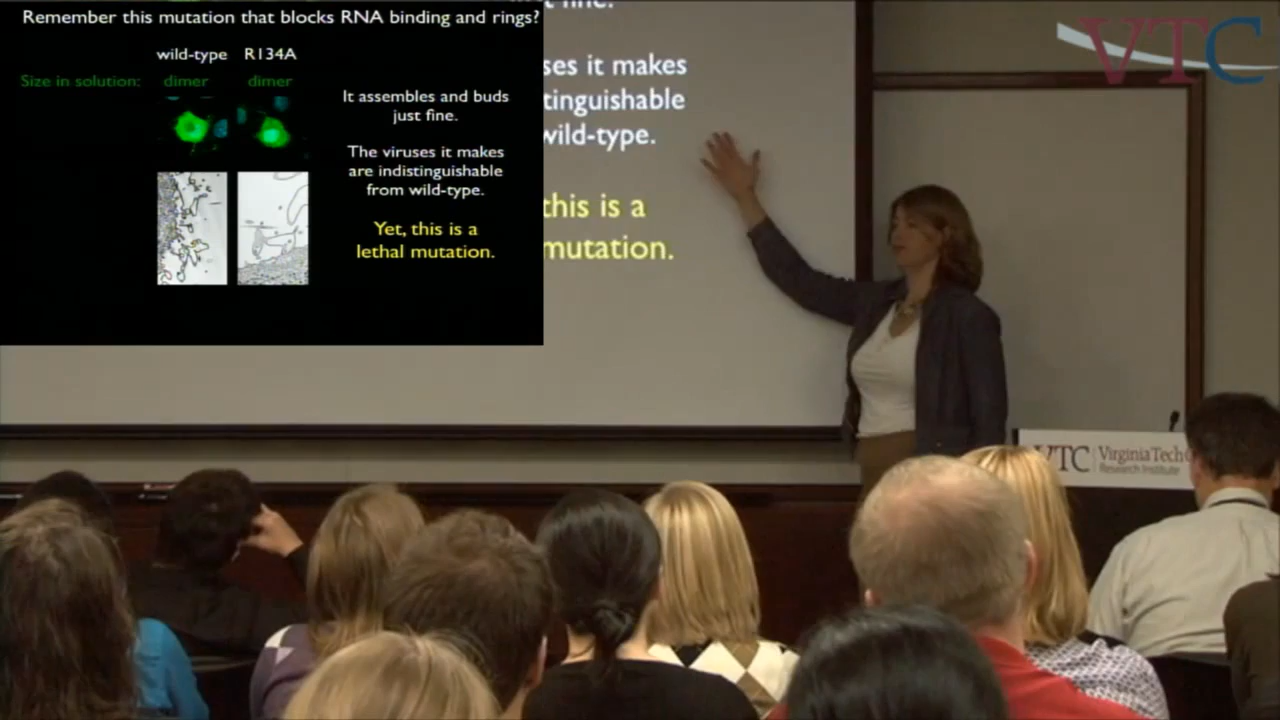 Remember this mutation that blocks RNA binding and rings?
wild-type R134A
Size in solution: dimer dimer
It assembles and buds
just fine.
The viruses it makes
are indistinguishable
from wild-type.
Yet, this is a
lethal mutation.
t fine.
ses it makes
tinguishable
wild-type.
this is a
mutation.
VTC
VTC Virginia Tech
Research Institute